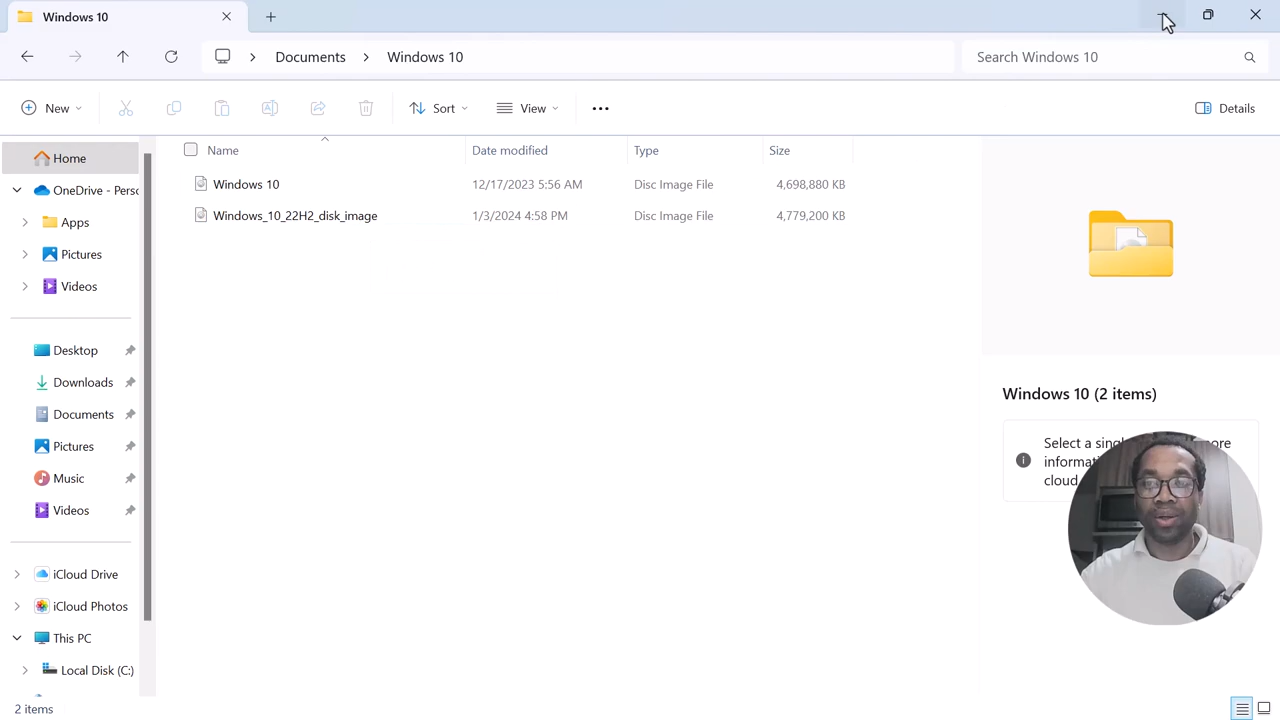 Windows 10
Documents > Windows 10
Search Windows 10
New
Sort
View
Details
Name
Date modified
Type
Size
Windows 10 12/17/2023 5:56 AM Disc Image File 4,698,880 KB
Windows_10_22H2_disk_image 1/3/2024 4:58 PM Disc Image File 4,779,200 KB
Home
OneDrive - Perso
Apps
Pictures
Videos
Desktop
Downloads
Documents
Pictures
Music
Videos
iCloud Drive
iCloud Photos
This PC
Local Disk (C:)
Windows 10 (2 items)
Select a
ore
cloud
2 items